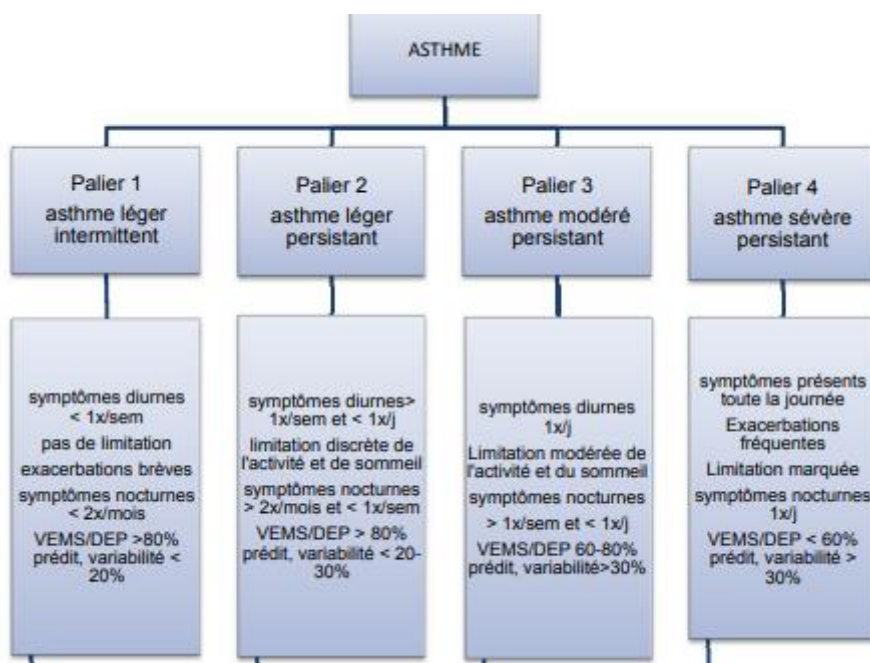 ASTHME
Palier 1
asthme léger
intermittent
Palier 2
asthme léger
persistant
Palier 3
asthme modéré
persistant
Palier 4
asthme sévère
persistant
symptômes diurnes
< 1x/sem
pas de limitation
exacerbations brèves
symptômes nocturnes
< 2x/mois
VEMS/DEP >80%
prédit, variabilité <
20%
symptômes diurnes>
1x/sem et < 1x/j
limitation discrète de
l'activité et de sommeil
symptômes nocturnes
> 2x/mois et < 1x/sem
VEMS/DEP > 80%
prédit, variabilité < 20-
30%
symptômes diurnes
1x/j
Limitation modérée de
l'activité et du sommeil
symptômes nocturnes
> 1x/sem et < 1x/j
VEMS/DEP 60-80%
prédit, variabilité>30%
symptômes présents
toute la journée
Exacerbations
fréquentes
Limitation marquée
symptômes nocturnes
1x/j
VEMS/DEP < 60%
prédit, variabilité >
30%